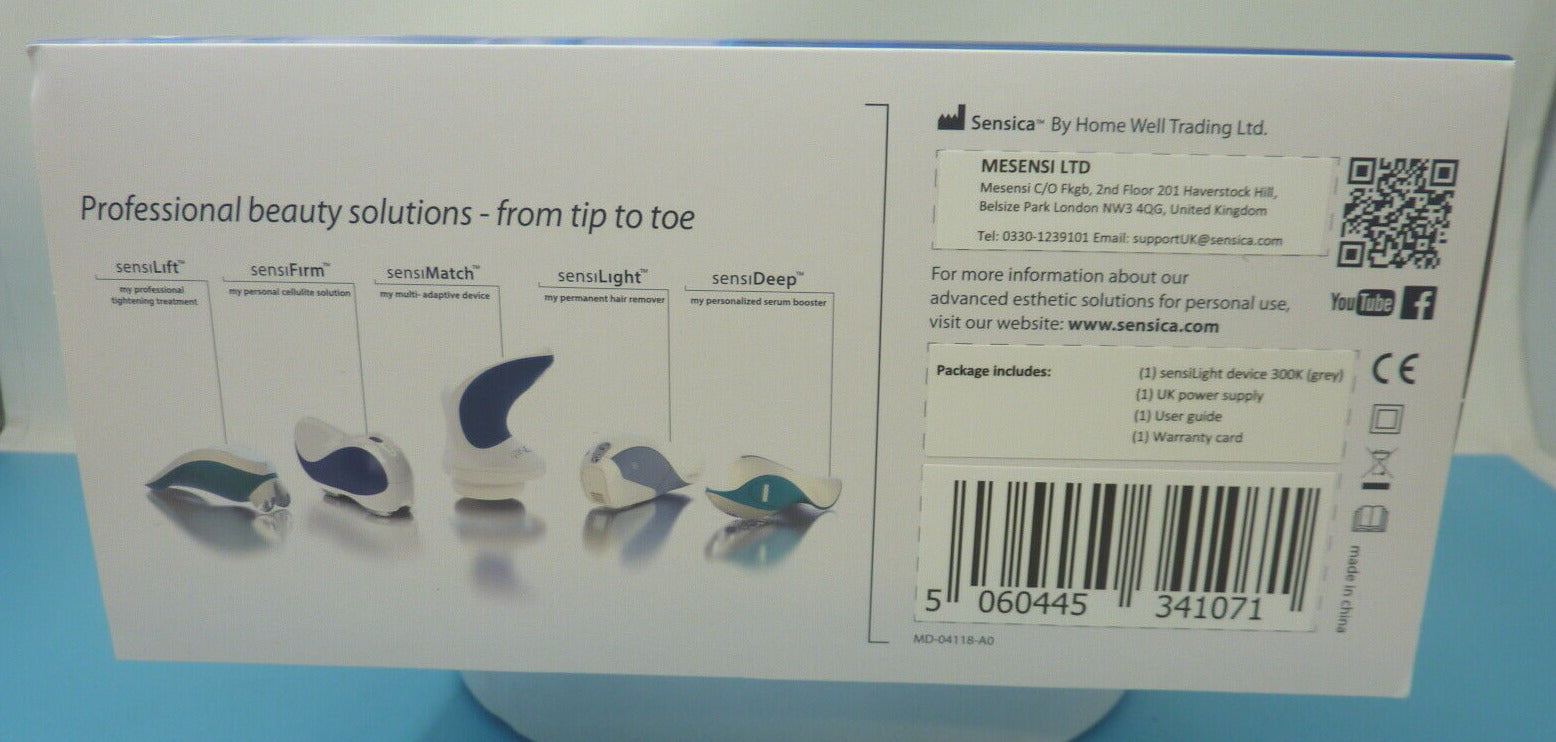 Professional beauty solutions - from tip to toe
sensiLift™
my professional
tightening treatment
sensiFirm™
my personal cellulite solution
sensiMatch™
my multi- adaptive device
sensiLight™
my permanent hair remover
sensiDeep™
my personalized serum booster
Sensica™ By Home Well Trading Ltd.
MESENSI LTD
Mesensi C/O Fkgb, 2nd Floor 201 Haverstock Hill,
Belsize Park London NW3 4QG, United Kingdom
Tel: 0330-1239101 Email: supportUK@sensica.com
For more information about our
advanced esthetic solutions for personal use,
visit our website: www.sensica.com
YouTube f
Package includes:
(1) sensiLight device 300K (grey)
(1) UK power supply
(1) User guide
(1) Warranty card
CE
5 060445 341071
made in china
MD-04118-A0